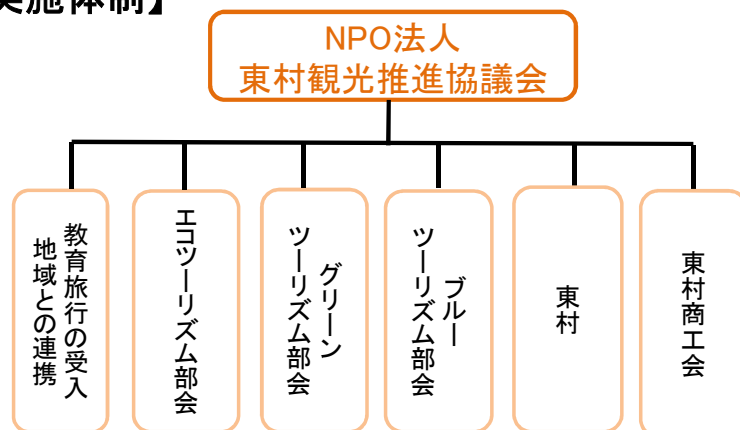 実施体制】
NPO法人
東村観光推進協議会
教育旅行の受入
地域との連携
エコツーリズム部会
グリーン
ツーリズム部会
ブルー
ツーリズム部会
東村
東村商工会